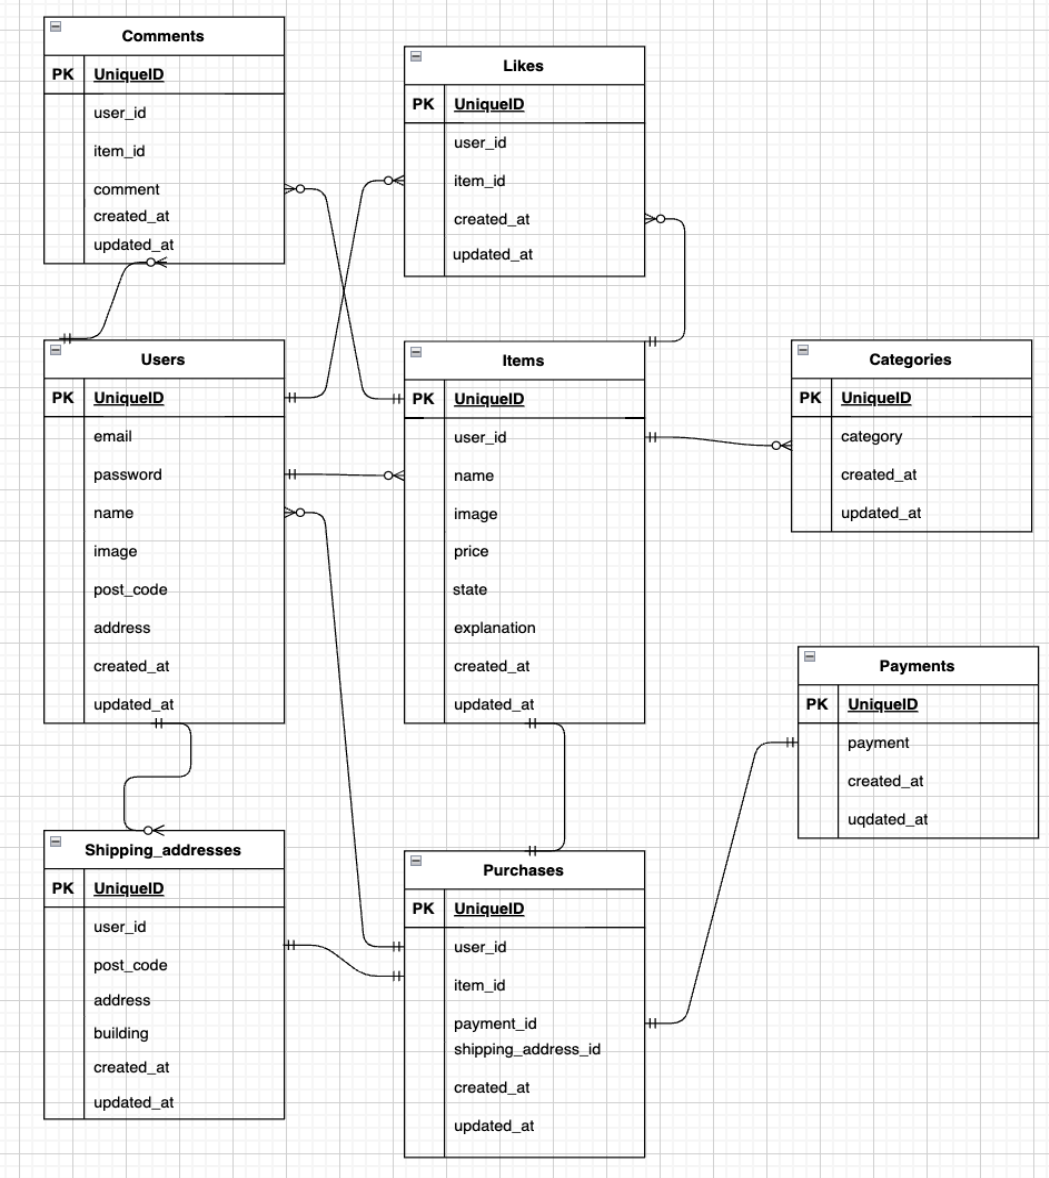 Comments
PK UniqueID
user_id
item_id
comment
created_at
updated_at
Likes
PK UniqueID
user_id
item_id
created_at
updated_at
Users
PK UniqueID
email
password
name
image
post_code
address
created_at
updated_at
Items
PK UniqueID
user_id
name
image
price
state
explanation
created_at
updated_at
Categories
PK UniqueID
category
created_at
updated_at
Payments
PK UniqueID
payment
created_at
uqdated_at
Shipping_addresses
PK UniqueID
user_id
post_code
address
building
created_at
updated_at
Purchases
PK UniqueID
user_id
item_id
payment_id
shipping_address_id
created_at
updated_at